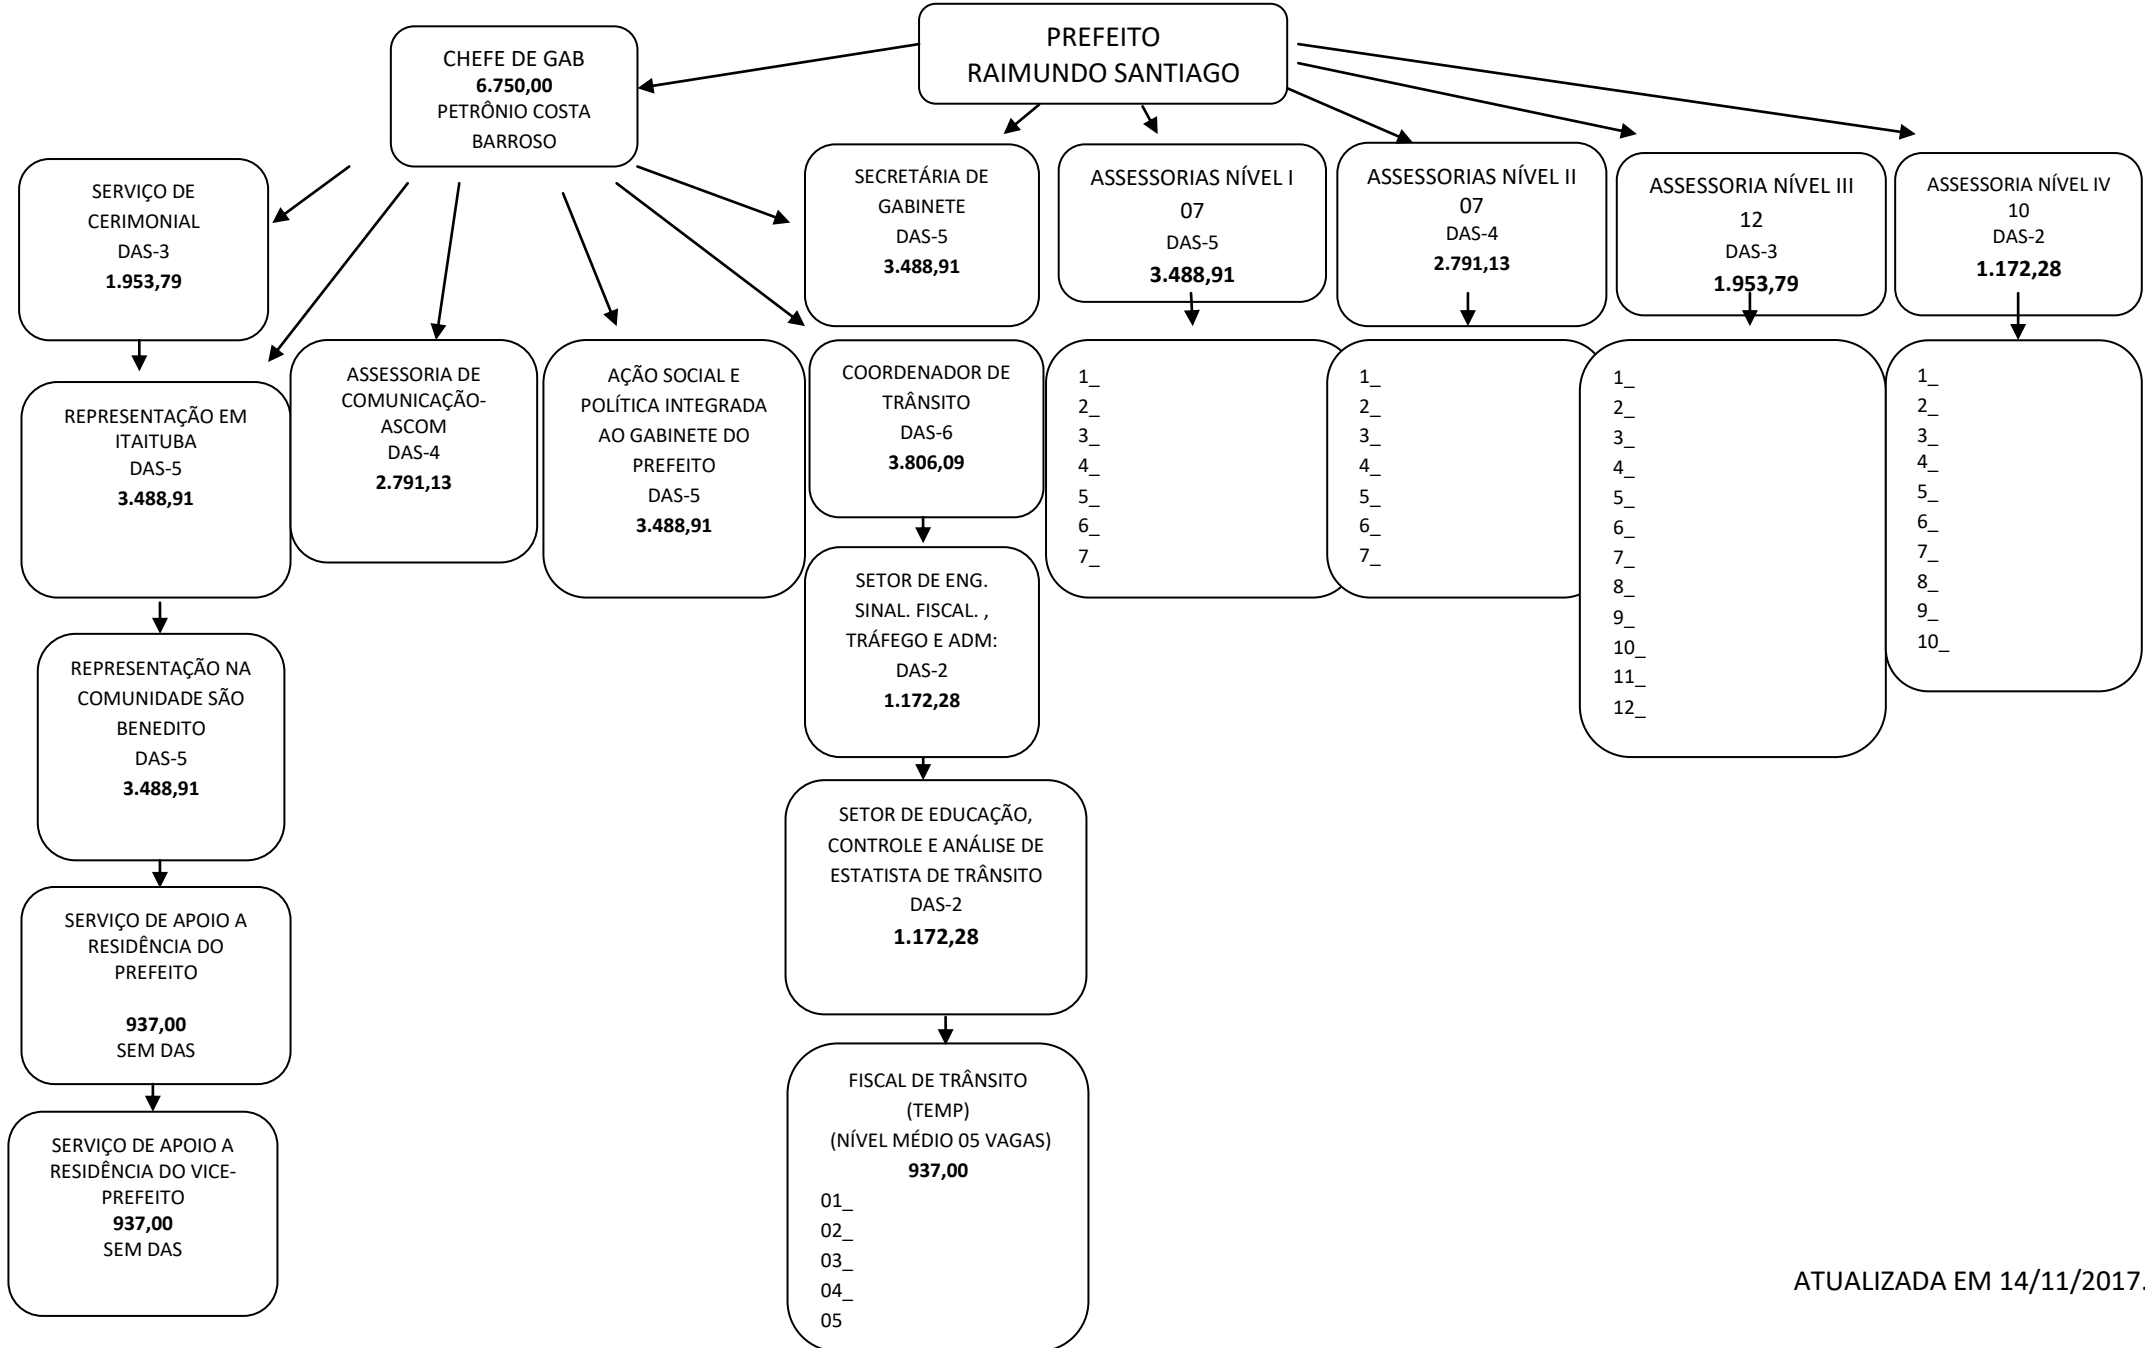 PREFEITO
RAIMUNDO SANTIAGO
CHEFE DE GAB
6.750,00
PETRÔNIO COSTA
BARROSO
SERVIÇO DE
CERIMONIAL
DAS-3
1.953,79
SECRETÁRIA DE
GABINETE
DAS-5
3.488,91
ASSESSORIAS NÍVEL I
07
DAS-5
3.488,91
ASSESSORIAS NÍVEL II
07
DAS-4
2.791,13
ASSESSORIA NÍVEL III
12
DAS-3
1.953,79
ASSESSORIA NÍVEL IV
10
DAS-2
1.172,28
REPRESENTAÇÃO EM
ITAITUBA
DAS-5
3.488,91
ASSESSORIA DE
COMUNICAÇÃO-
ASCOM
DAS-4
2.791,13
AÇÃO SOCIAL E
POLÍTICA INTEGRADA
AO GABINETE DO
PREFEITO
DAS-5
3.488,91
COORDENADOR DE
TRÂNSITO
DAS-6
3.806,09
1_
2_
3_
4_
5_
6_
7_
1_
2_
3_
4_
5_
6_
7_
1_
2_
3_
4_
5_
6_
7_
8_
9_
10_
11_
12_
1_
2_
3_
4_
5_
6_
7_
8_
9_
10_
SETOR DE ENG.
SINAL. FISCAL. ,
TRÁFEGO E ADM:
DAS-2
1.172,28
REPRESENTAÇÃO NA
COMUNIDADE SÃO
BENEDITO
DAS-5
3.488,91
SETOR DE EDUCAÇÃO,
CONTROLE E ANÁLISE DE
ESTATISTA DE TRÂNSITO
DAS-2
1.172,28
SERVIÇO DE APOIO A
RESIDÊNCIA DO
PREFEITO
937,00
SEM DAS
FISCAL DE TRÂNSITO
(TEMP)
(NÍVEL MÉDIO 05 VAGAS)
937,00
01_
02_
03_
04_
05
SERVIÇO DE APOIO A
RESIDÊNCIA DO VICE-
PREFEITO
937,00
SEM DAS
ATUALIZADA EM 14/11/2017.